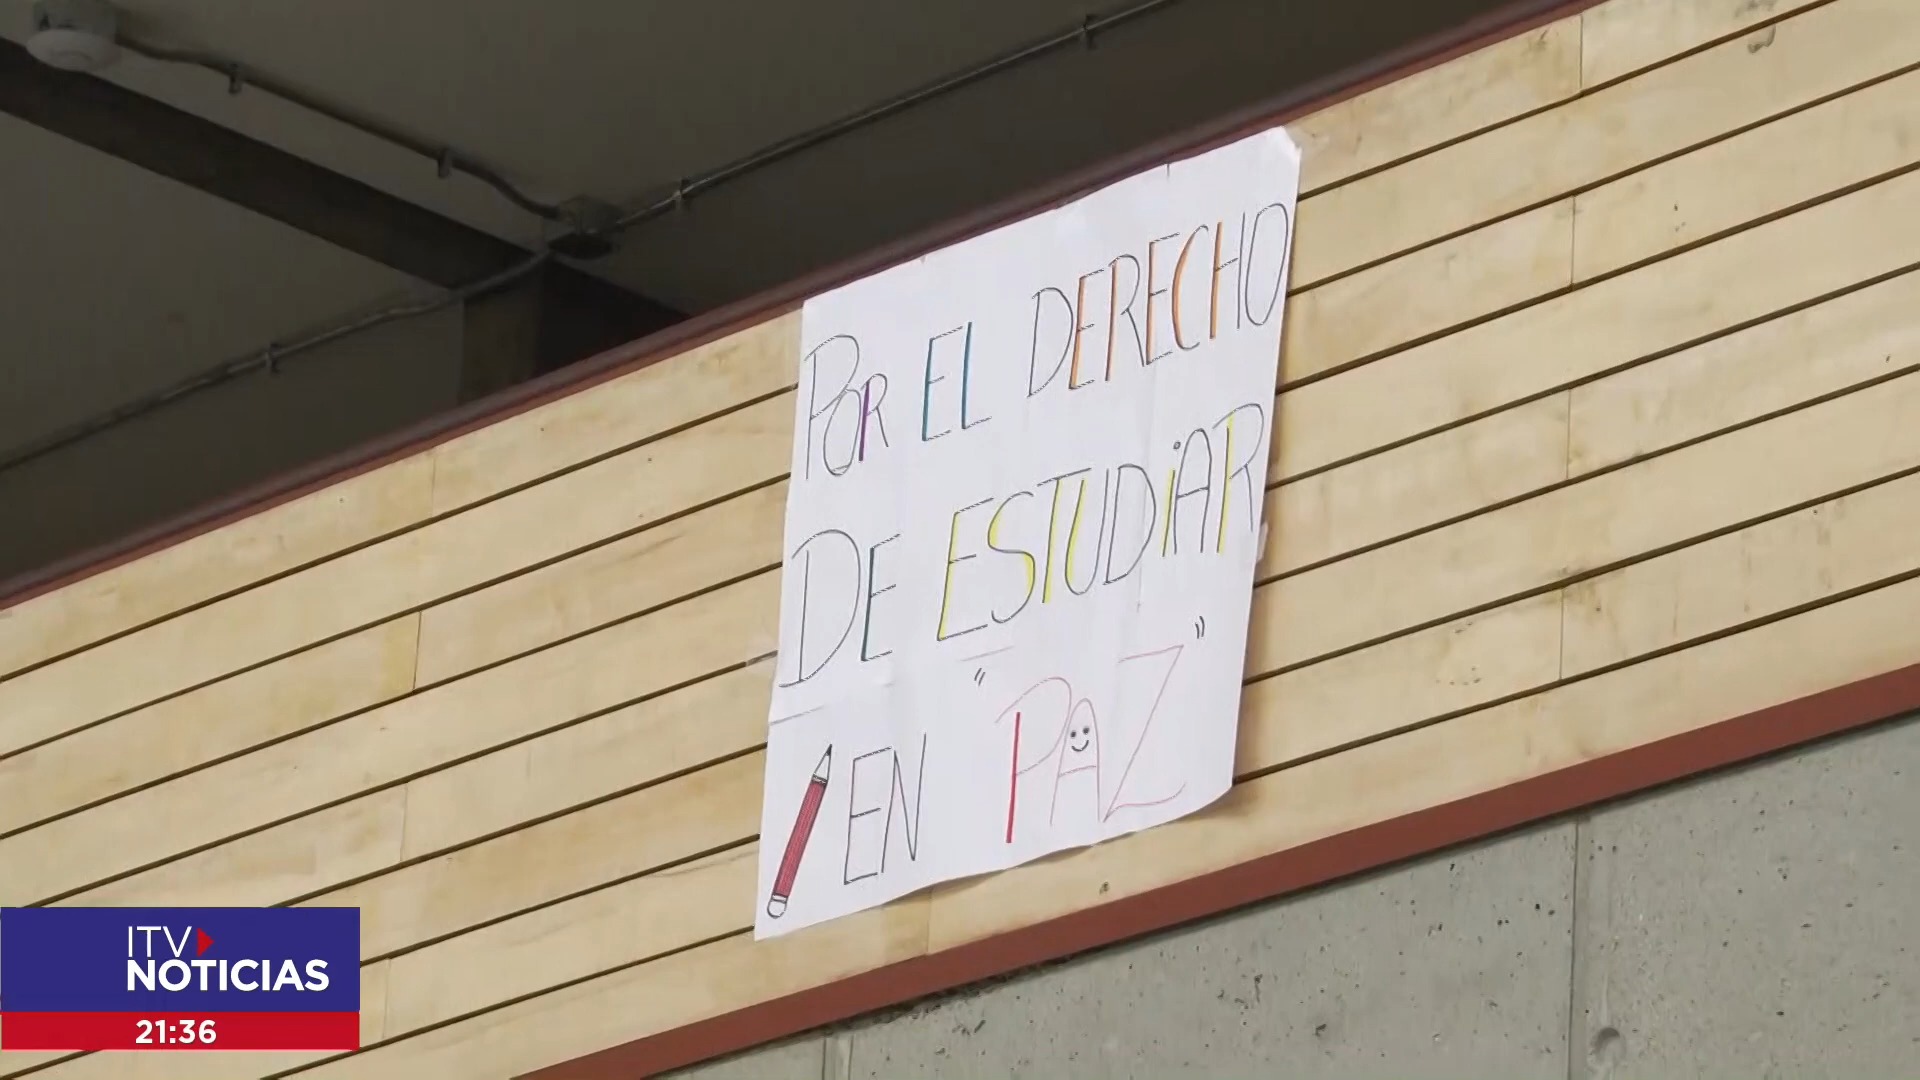 POR EL DERECHO
DE ESTUDiAR
EN "PAZ"
ITV
NOTICIAS
21:36